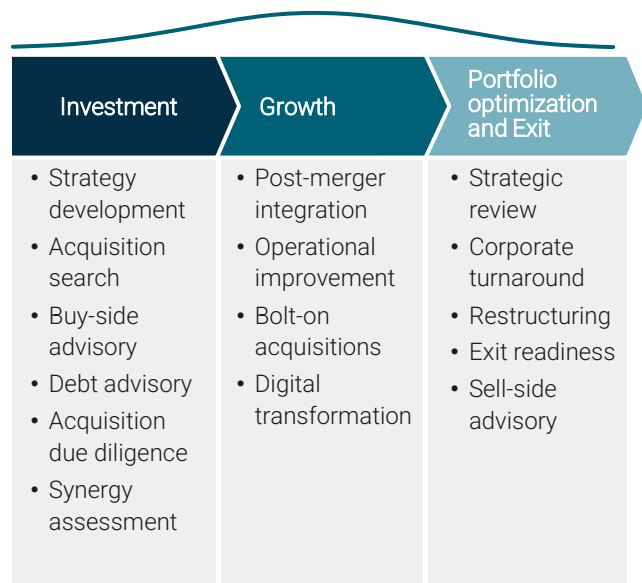 Investment
Growth
Portfolio
optimization
and Exit
• Strategy
development
• Acquisition
search
• Buy-side
advisory
• Debt advisory
• Acquisition
due diligence
• Synergy
assessment
• Post-merger
integration
• Operational
improvement
• Bolt-on
acquisitions
• Digital
transformation
• Strategic
review
• Corporate
turnaround
• Restructuring
• Exit readiness
• Sell-side
advisory